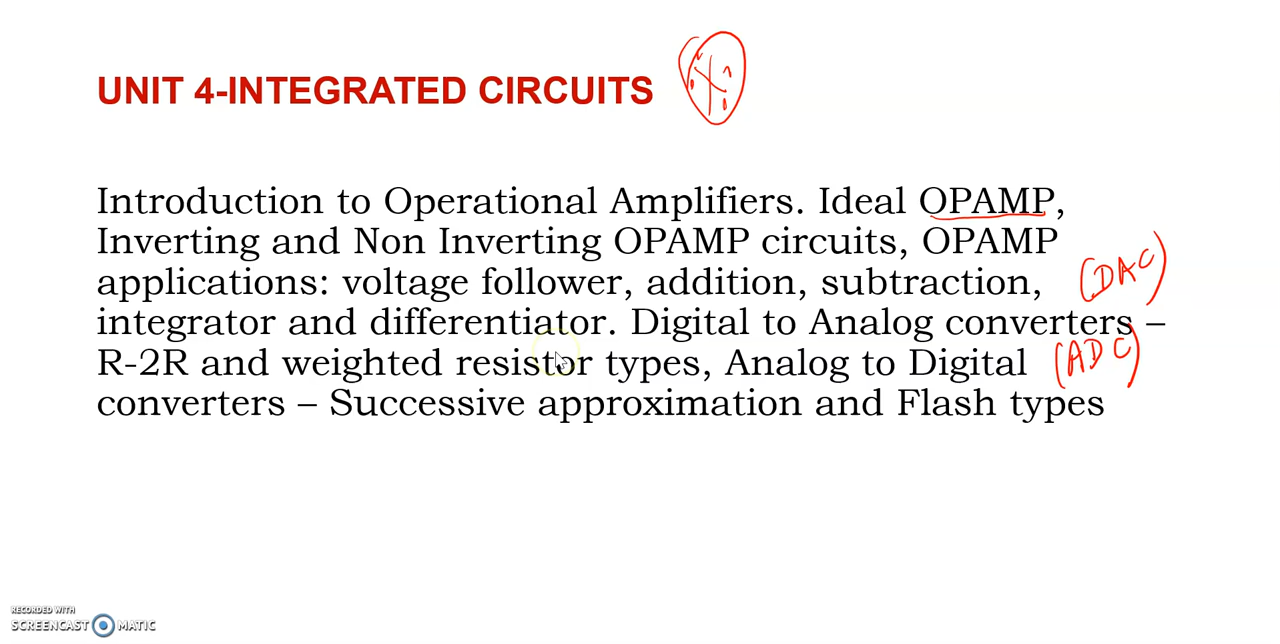 UNIT 4-INTEGRATED CIRCUITS
Introduction to Operational Amplifiers. Ideal OPAMP,
Inverting and Non Inverting OPAMP circuits, OPAMP
applications: voltage follower, addition, subtraction,
(DAC)
integrator and differentiator. Digital to Analog converters –
R-2R and weighted resistor types, Analog to Digital
(ADC)
converters – Successive approximation and Flash types
RECORDED WITH
SCREENCAST MATIC